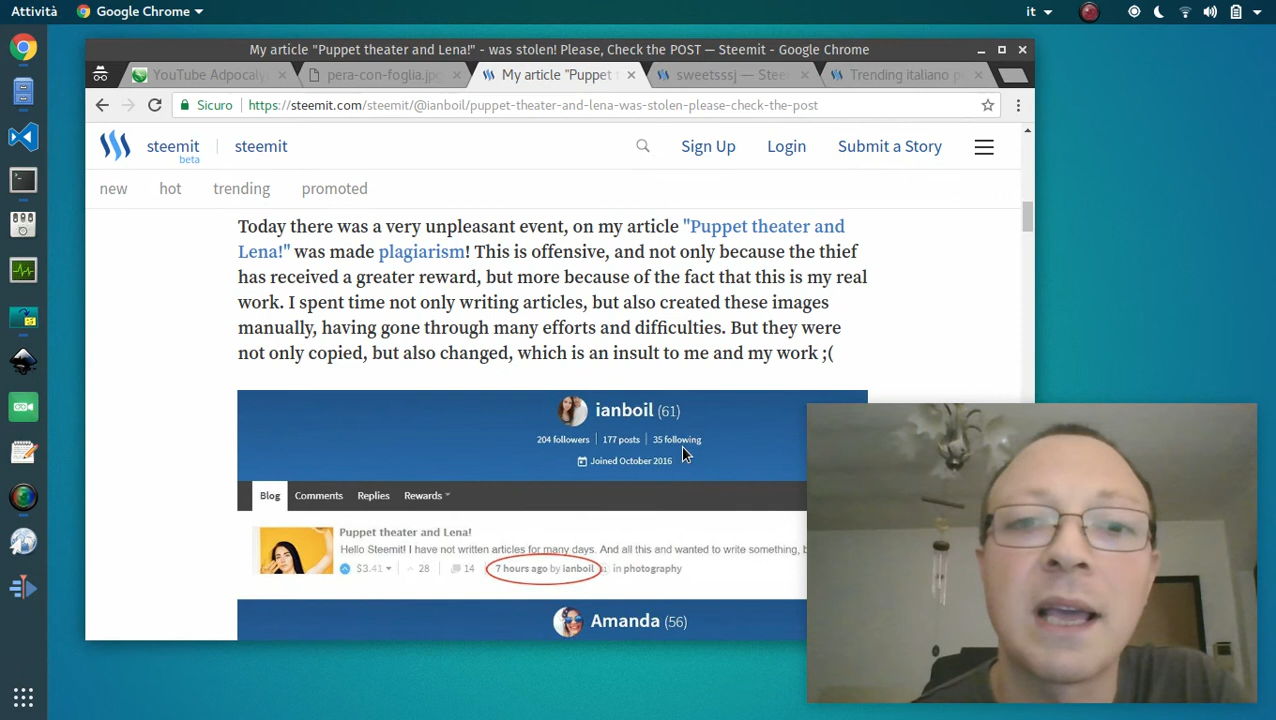 Attività Google Chrome it
My article "Puppet theater and Lena!" - was stolen! Please, Check the POST — Steemit - Google Chrome
YouTube Adpocaly pera-con-foglia.jp My article "Puppet t sweetsssj — Stee Trending italiano p
Sicuro https://steemit.com/steemit/@ianboil/puppet-theater-and-lena-was-stolen-please-check-the-post
steemit beta steemit Sign Up Login Submit a Story
new hot trending promoted
Today there was a very unpleasant event, on my article "Puppet theater and
Lena!" was made plagiarism! This is offensive, and not only because the thief
has received a greater reward, but more because of the fact that this is my real
work. I spent time not only writing articles, but also created these images
manually, having gone through many efforts and difficulties. But they were
not only copied, but also changed, which is an insult to me and my work ;(
ianboil (61)
204 followers 177 posts 35 following
Joined October 2016
Blog Comments Replies Rewards
Puppet theater and Lena!
Hello Steemit! I have not written articles for many days. And all this and wanted to write something, b
$3.41 28 14 7 hours ago by ianboil 61 in photography
Amanda (56)